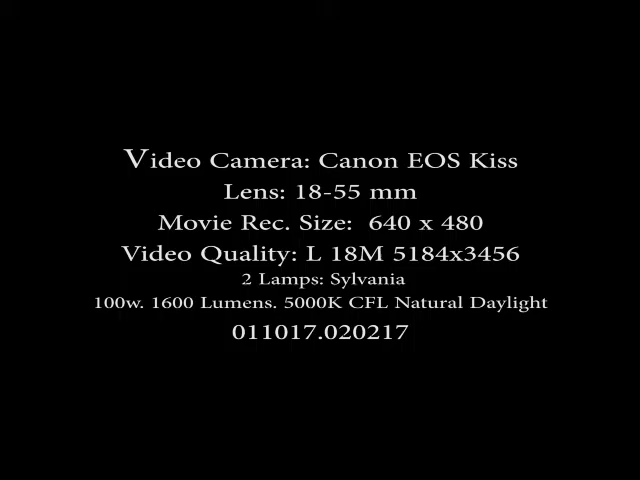 Video Camera: Canon EOS Kiss
Lens: 18-55 mm
Movie Rec. Size: 640 x 480
Video Quality: L 18M 5184x3456
2 Lamps: Sylvania
100w. 1600 Lumens. 5000K CFL Natural Daylight
011017.020217